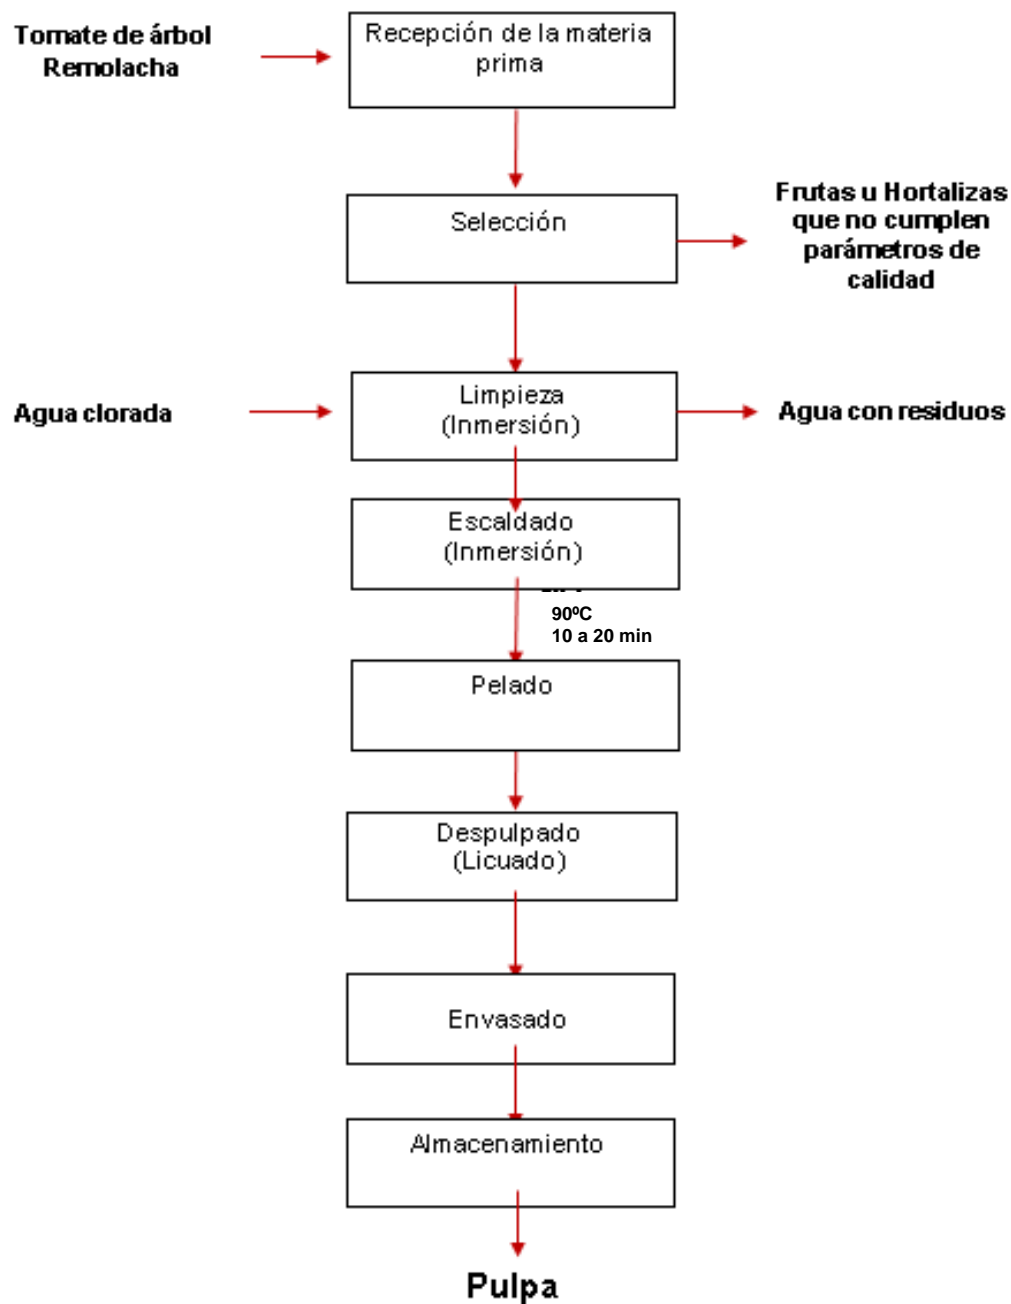 Tomate de árbol
Remolacha
Recepción de la materia
prima
Selección
Frutas u Hortalizas
que no cumplen
parámetros de
calidad
Agua clorada
Limpieza
(Inmersión)
Agua con residuos
Escaldado
(Inmersión)
90ºC
10 a 20 min
Pelado
Despulpado
(Licuado)
Envasado
Almacenamiento
Pulpa